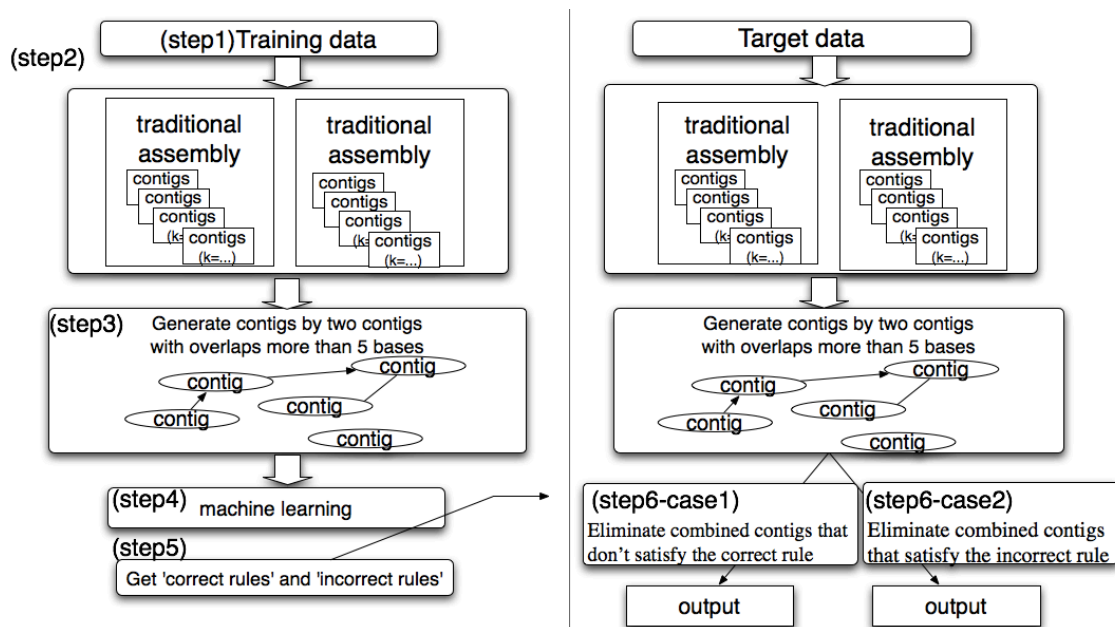 (step1)Training data
(step2)
traditional
assembly
contigs
contigs
contigs
(k=
contigs
(k=...)
traditional
assembly
contigs
contigs
contigs
(k=
contigs
(k=...)
(step3)
Generate contigs by two contigs
with overlaps more than 5 bases
contig
contig
contig
contig
contig
(step4)
machine learning
(step5)
Get 'correct rules' and 'incorrect rules'
Target data
traditional
assembly
contigs
contigs
contigs
(k=
contigs
(k=...)
traditional
assembly
contigs
contigs
contigs
(k=
contigs
(k=...)
Generate contigs by two contigs
with overlaps more than 5 bases
contig
contig
contig
contig
contig
(step6-case1)
Eliminate combined contigs that
don't satisfy the correct rule
output
(step6-case2)
Eliminate combined contigs
that satisfy the incorrect rule
output